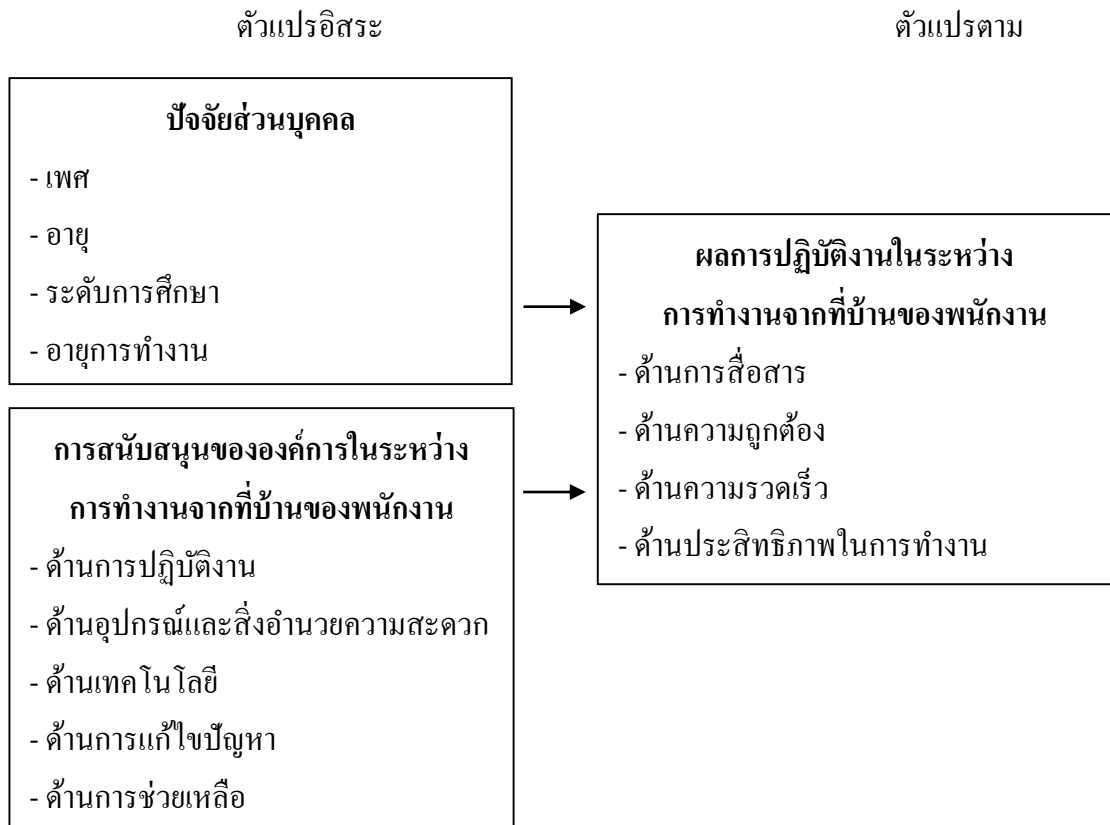 ตัวแปรอิสระ
ตัวแปรตาม
ปัจจัยส่วนบุคคล
- เพศ
- อายุ
- ระดับการศึกษา
- อายุการทำงาน
การสนับสนุนขององค์การในระหว่าง
การทำงานจากที่บ้านของพนักงาน
- ด้านการปฏิบัติงาน
- ด้านอุปกรณ์และสิ่งอำนวยความสะดวก
- ด้านเทคโนโลยี
- ด้านการแก้ไขปัญหา
- ด้านการช่วยเหลือ
ผลการปฏิบัติงานในระหว่าง
การทำงานจากที่บ้านของพนักงาน
- ด้านการสื่อสาร
- ด้านความถูกต้อง
- ด้านความรวดเร็ว
- ด้านประสิทธิภาพในการทำงาน